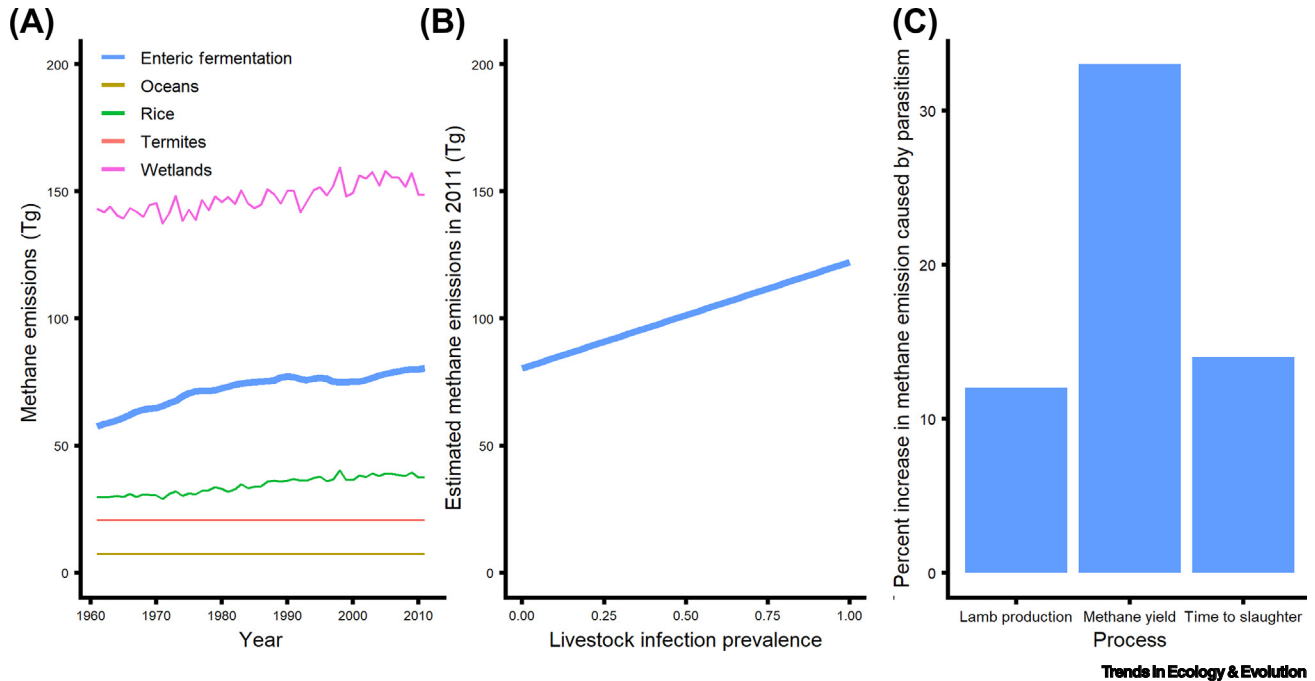 (A)
Methane emissions (Tg)
200
150
100
50
0
Enteric fermentation
Oceans
Rice
Termites
Wetlands
1960 1970 1980 1990 2000 2010
Year
(B)
Estimated methane emissions in 2011 (Tg)
200
150
100
50
0
0.00 0.25 0.50 0.75 1.00
Livestock infection prevalence
(C)
Percent increase in methane emission caused by parasitism
30
20
10
0
Lamb production Methane yield Time to slaughter
Process
Trends in Ecology & Evolution